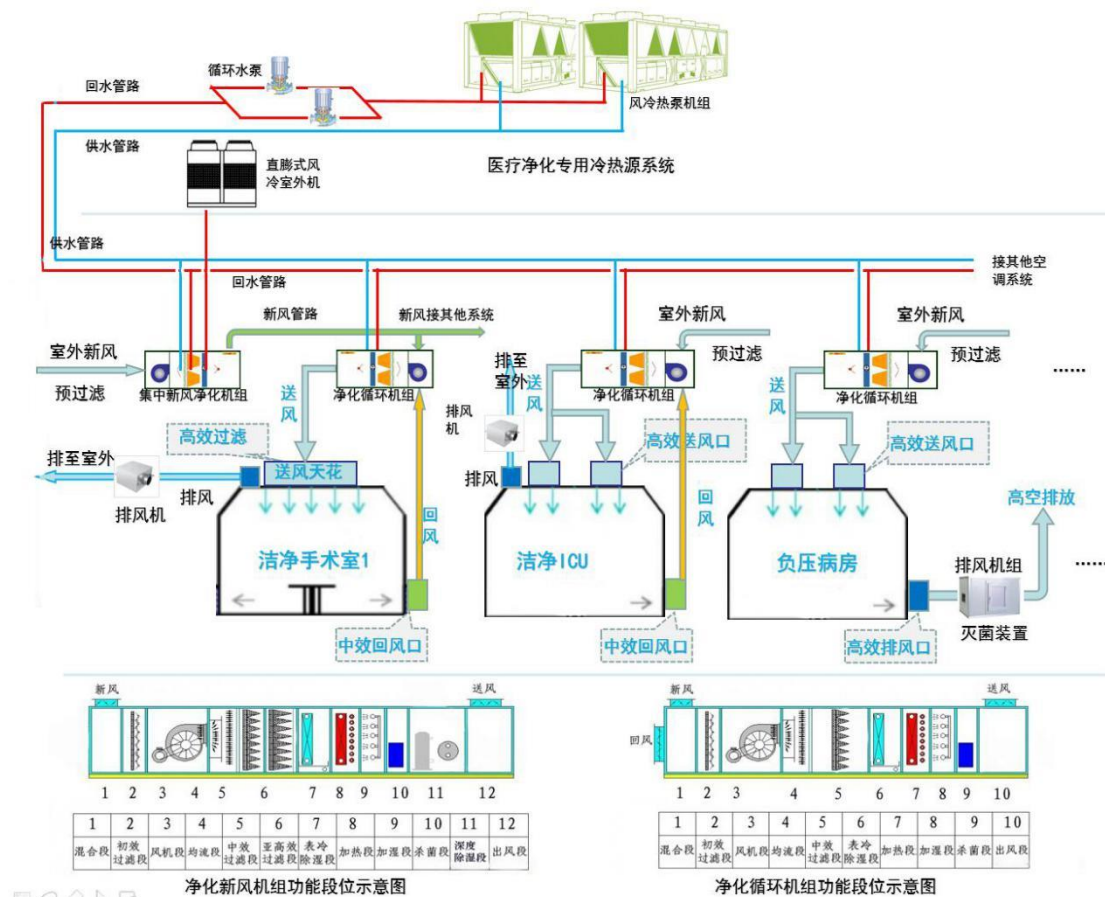 循环水泵
回水管路
风冷热泵机组
供水管路
直膨式风
冷室外机
医疗净化专用冷热源系统
供水管路
回水管路
接其他空
调系统
新风管路
新风接其他系统
室外新风
室外新风
室外新风
预过滤
预过滤
预过滤
集中新风净化机组
净化循环机组
净化循环机组
净化循环机组
......
排至
室外
送风
送风
送风
排风
机
高效过滤
高效送风口
高效送风口
排至室外
送风天花
排风
排风
排风机
回风
回风
高空排放
洁净手术室1
洁净ICU
负压病房
排风机组
......
灭菌装置
中效回风口
中效回风口
高效排风口
新风
送风
1 2 3 4 5 6 7 8 9 10 11 12
1 2 3 4 5 6 7 8 9 10 11 12
混合段 初效过滤段 风机段 均流段 中效过滤段 亚高效过滤段 表冷除湿段 加热段 加湿段 杀菌段 深度除湿段 出风段
净化新风机组功能段位示意图
新风
送风
回风
1 2 3 4 5 6 7 8 9 10
1 2 3 4 5 6 7 8 9 10
混合段 初效过滤段 风机段 均流段 中效过滤段 表冷除湿段 加热段 加湿段 杀菌段 出风段
净化循环机组功能段位示意图